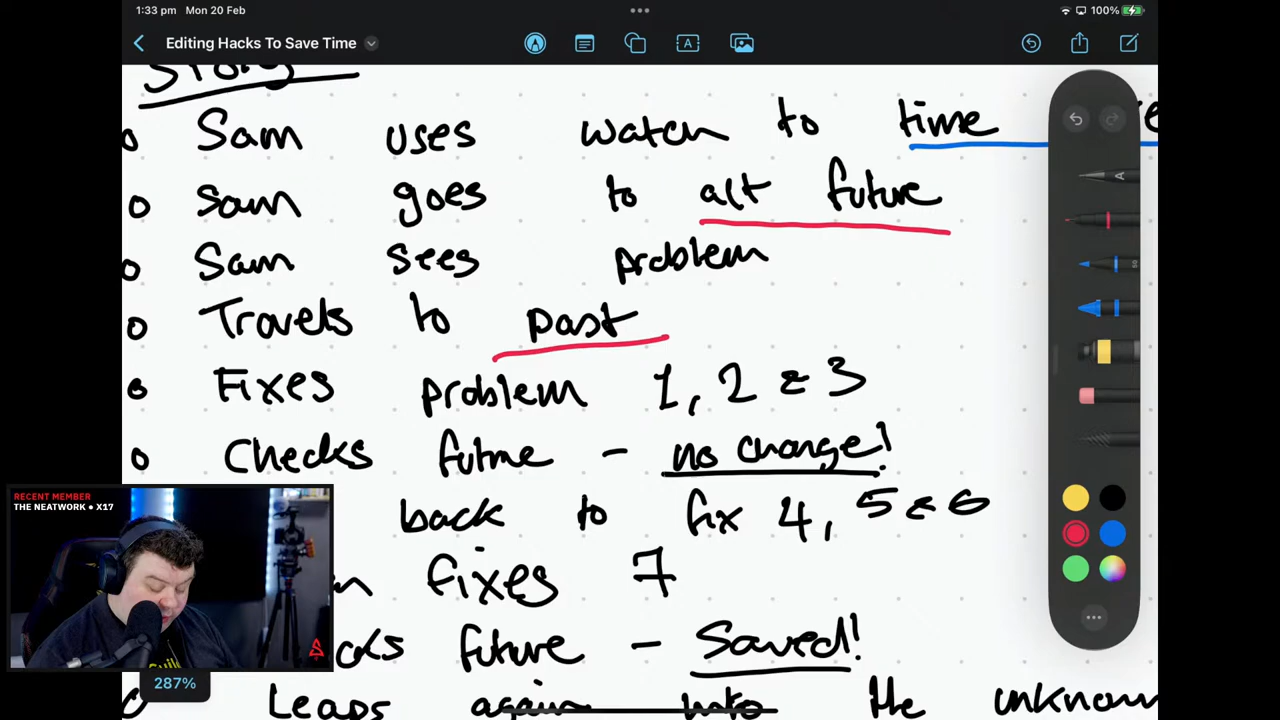 1:33 pm Mon 20 Feb
100%
Editing Hacks To Save Time
A
Story
Sam uses watch to time
Sam goes to alt future
Sam sees problem
Travels to past
Fixes problem 1, 2 & 3
Checks future - no change!
back to fix 4, 5 & 6
fixes 7
future - Saved!
Leaps again into the unknown
RECENT MEMBER
THE NEATWORK ● X17
287%